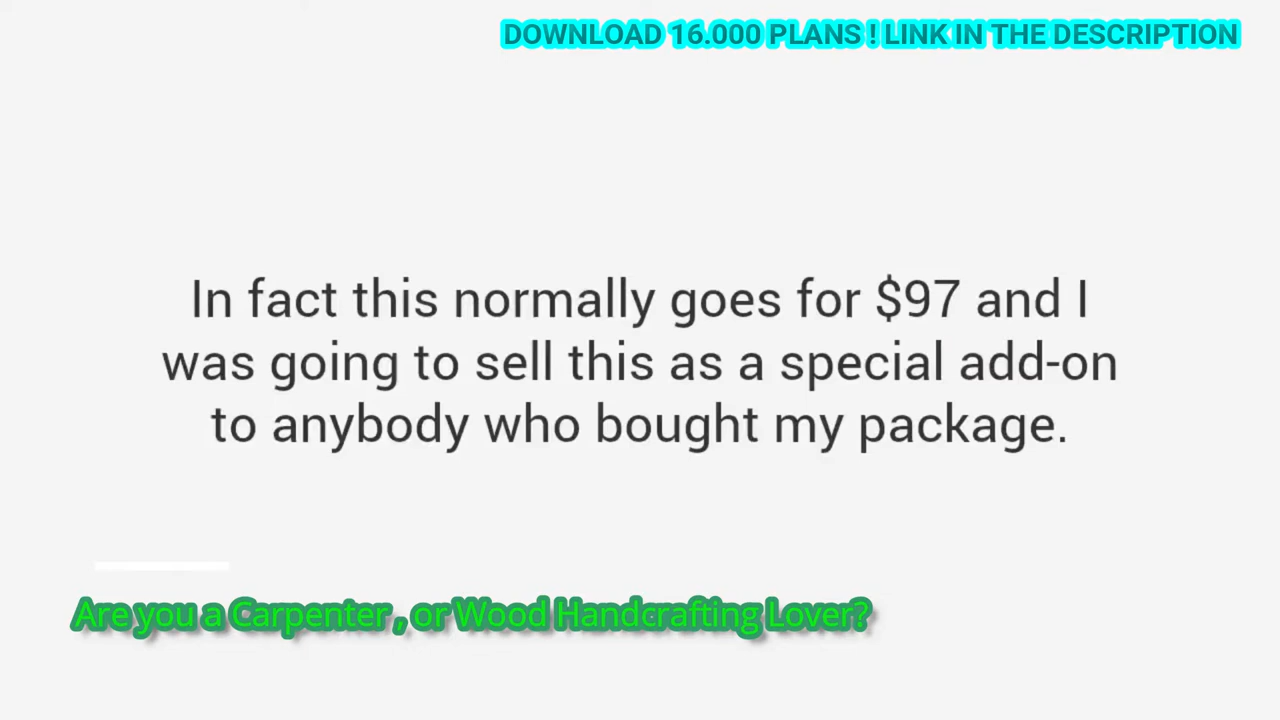 DOWNLOAD 16.000 PLANS ! LINK IN THE DESCRIPTION
In fact this normally goes for $97 and I
was going to sell this as a special add-on
to anybody who bought my package.
Are you a Carpenter , or Wood Handcrafting Lover?